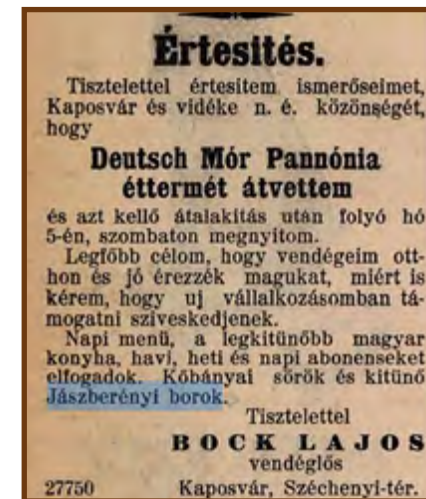 Értesités.
Tisztelettel értesitem ismerőseimet,
Kaposvár és vidéke n. é. közönségét,
hogy
Deutsch Mór Pannónia
éttermét átvettem
és azt kellő átalakitás után folyó hó
5-én, szombaton megnyitom.
Legfőbb célom, hogy vendégeim ott-
hon és jó érezzék magukat, miért is
kérem, hogy uj vállalkozásomban tá-
mogatni sziveskedjenek.
Napi menü, a legkitünőbb magyar
konyha, havi, heti és napi abonenseket
elfogadok. Kőbányai sörök és kitünő
Jászberényi borok.
Tisztelettel
BOCK LAJOS
vendéglős
27750 Kaposvár, Széchenyi-tér.